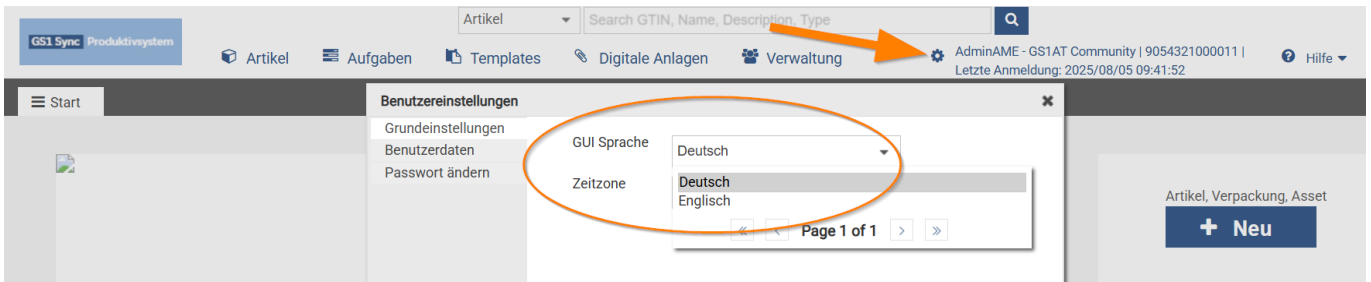 Artikel
Search GTIN, Name, Description, Type
GS1 Sync Produktivsystem
Artikel
Aufgaben
Templates
Digitale Anlagen
Verwaltung
AdminAME - GS1AT Community | 9054321000011 |
Letzte Anmeldung: 2025/08/05 09:41:52
Hilfe
Start
Benutzereinstellungen
Grundeinstellungen
Benutzerdaten
Passwort ändern
GUI Sprache
Deutsch
Zeitzone
Deutsch
Englisch
« < Page 1 of 1 > »
Artikel, Verpackung, Asset
+ Neu